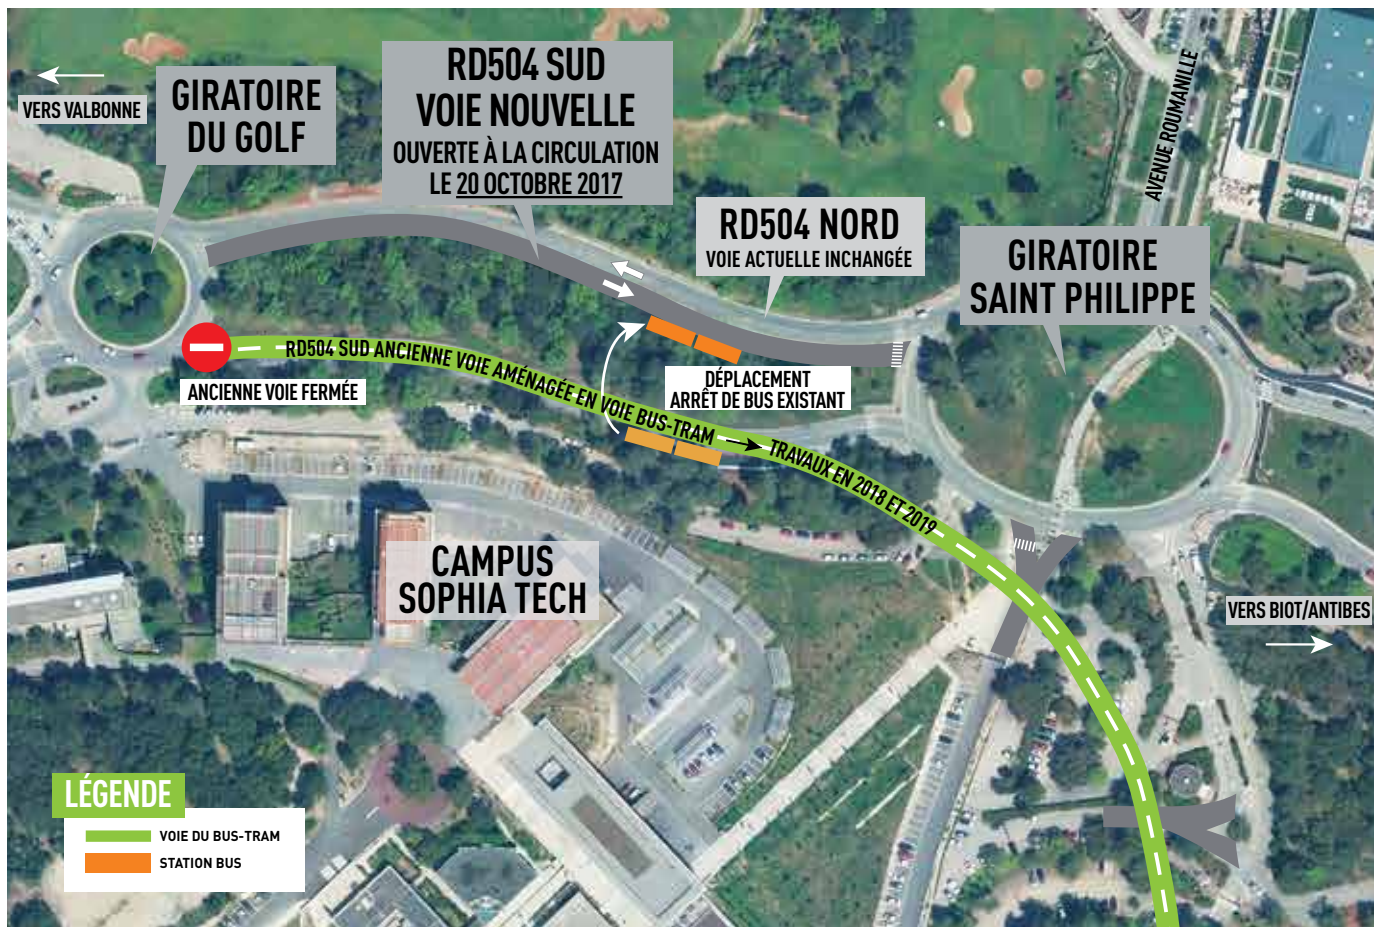 VERS VALBONNE
GIRATOIRE
DU GOLF
RD504 SUD
VOIE NOUVELLE
OUVERTE À LA CIRCULATION
LE 20 OCTOBRE 2017
AVENUE ROUMANILLE
RD504 NORD
VOIE ACTUELLE INCHANGÉE
GIRATOIRE
SAINT PHILIPPE
RD504 SUD ANCIENNE VOIE AMÉNAGÉE EN VOIE BUS-TRAM
TRAVAUX EN 2018 ET 2019
ANCIENNE VOIE FERMÉE
DÉPLACEMENT
ARRÊT DE BUS EXISTANT
CAMPUS
SOPHIA TECH
VERS BIOT/ANTIBES
LÉGENDE
VOIE DU BUS-TRAM
STATION BUS